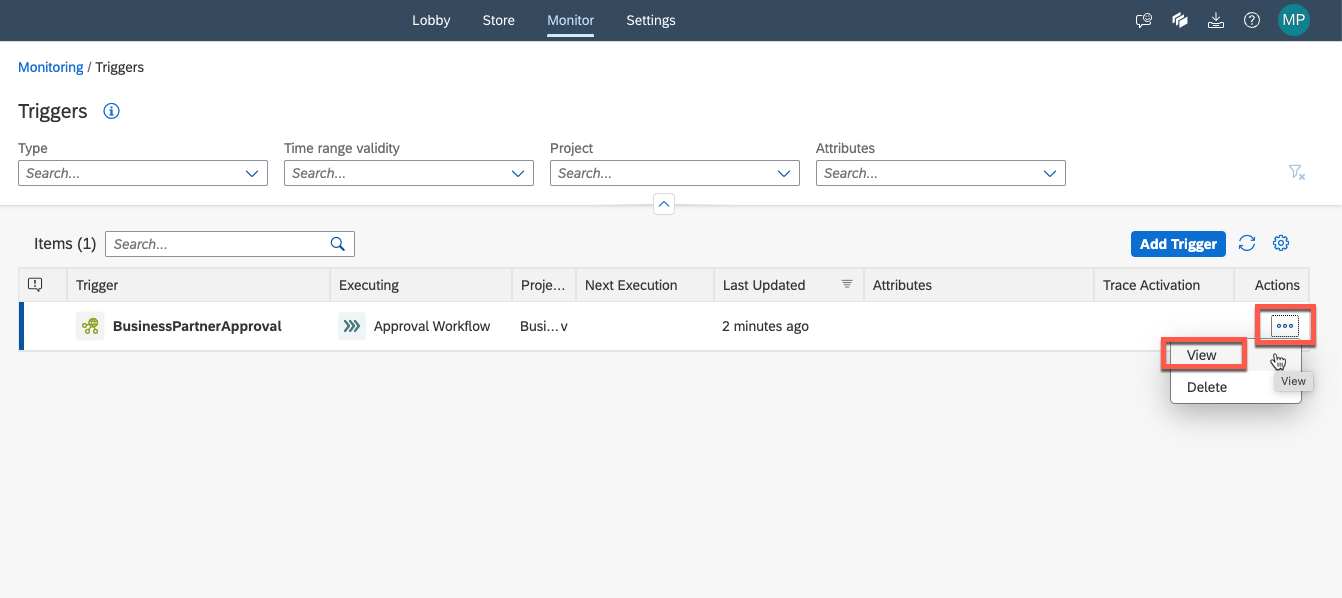 Lobby Store Monitor Settings MP
Monitoring / Triggers
Triggers
Type Time range validity Project Attributes
Search... Search... Search... Search...
Items (1) Search... Add Trigger
Trigger Executing Proje... Next Execution Last Updated Attributes Trace Activation Actions
BusinessPartnerApproval Approval Workflow Busi...v 2 minutes ago
View
View
Delete